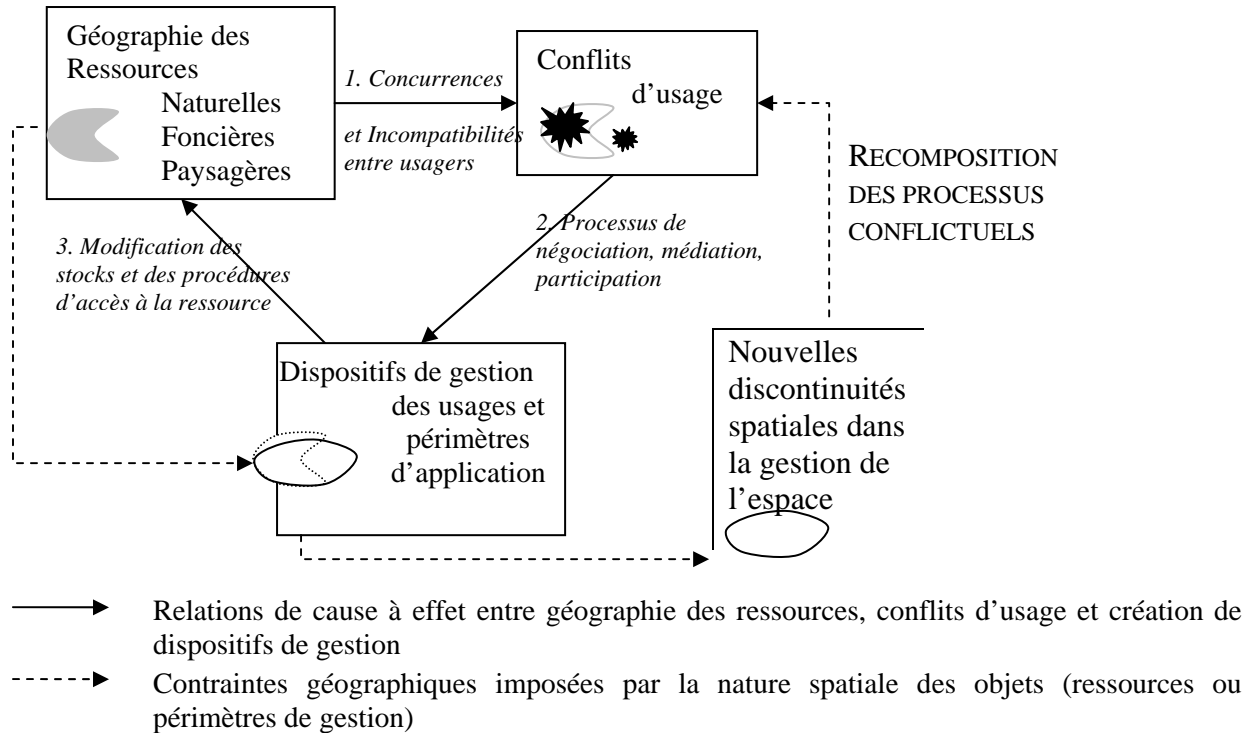 Géographie des
Ressources
Naturelles
Foncières
Paysagères
1. Concurrences
et Incompatibilités
entre usagers
Conflits
d’usage
RECOMPOSITION
DES PROCESSUS
CONFLICTUELS
2. Processus de
négociation, médiation,
participation
3. Modification des
stocks et des procédures
d’accès à la ressource
Dispositifs de gestion
des usages et
périmètres
d’application
Nouvelles
discontinuités
spatiales dans
la gestion de
l’espace
Relations de cause à effet entre géographie des ressources, conflits d’usage et création de
dispositifs de gestion
Contraintes géographiques imposées par la nature spatiale des objets (ressources ou
périmètres de gestion)